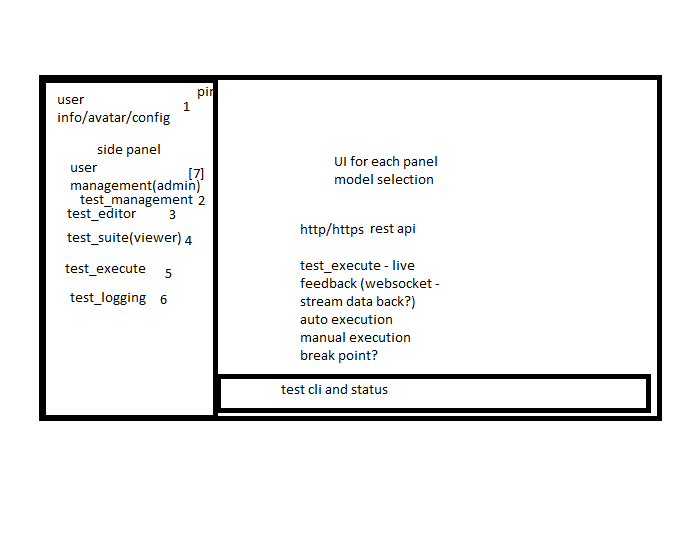 pin
user
info/avatar/config 1
side panel
user
management(admin) [7]
test_management 2
test_editor 3
test_suite(viewer) 4
test_execute 5
test_logging 6
UI for each panel
model selection
http/https rest api
test_execute - live
feedback (websocket -
stream data back?)
auto execution
manual execution
break point?
test cli and status